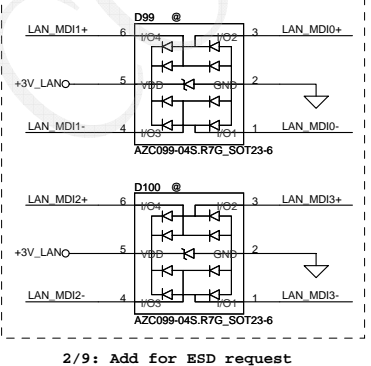 D99 @
LAN_MDI1+ 6 I/O4 I/O2 3 LAN_MDI0+
+3V_LAN 5 VDD GND 2
LAN_MDI1- 4 I/O3 I/O1 1 LAN_MDI0-
AZC099-04S.R7G_SOT23-6
D100 @
LAN_MDI2+ 6 I/O4 I/O2 3 LAN_MDI3+
+3V_LAN 5 VDD GND 2
LAN_MDI2- 4 I/O3 I/O1 1 LAN_MDI3-
AZC099-04S.R7G_SOT23-6
2/9: Add for ESD request